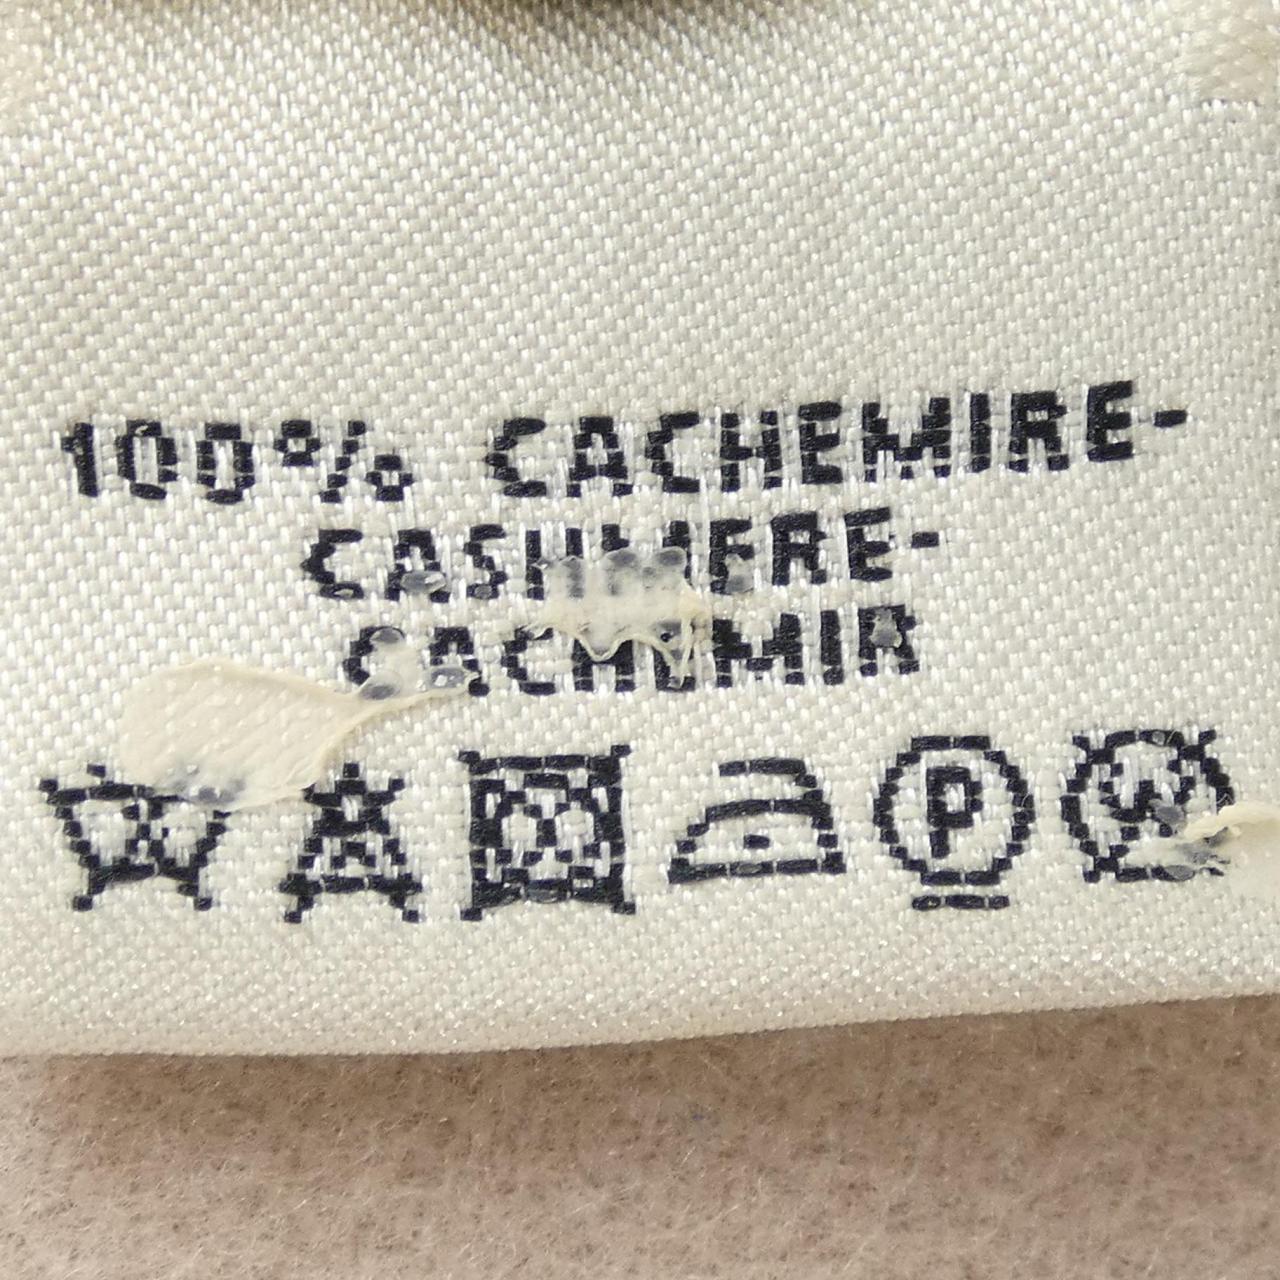 100% CACHEMIRE-
CASHMERE-
CACHEMIR
P
W